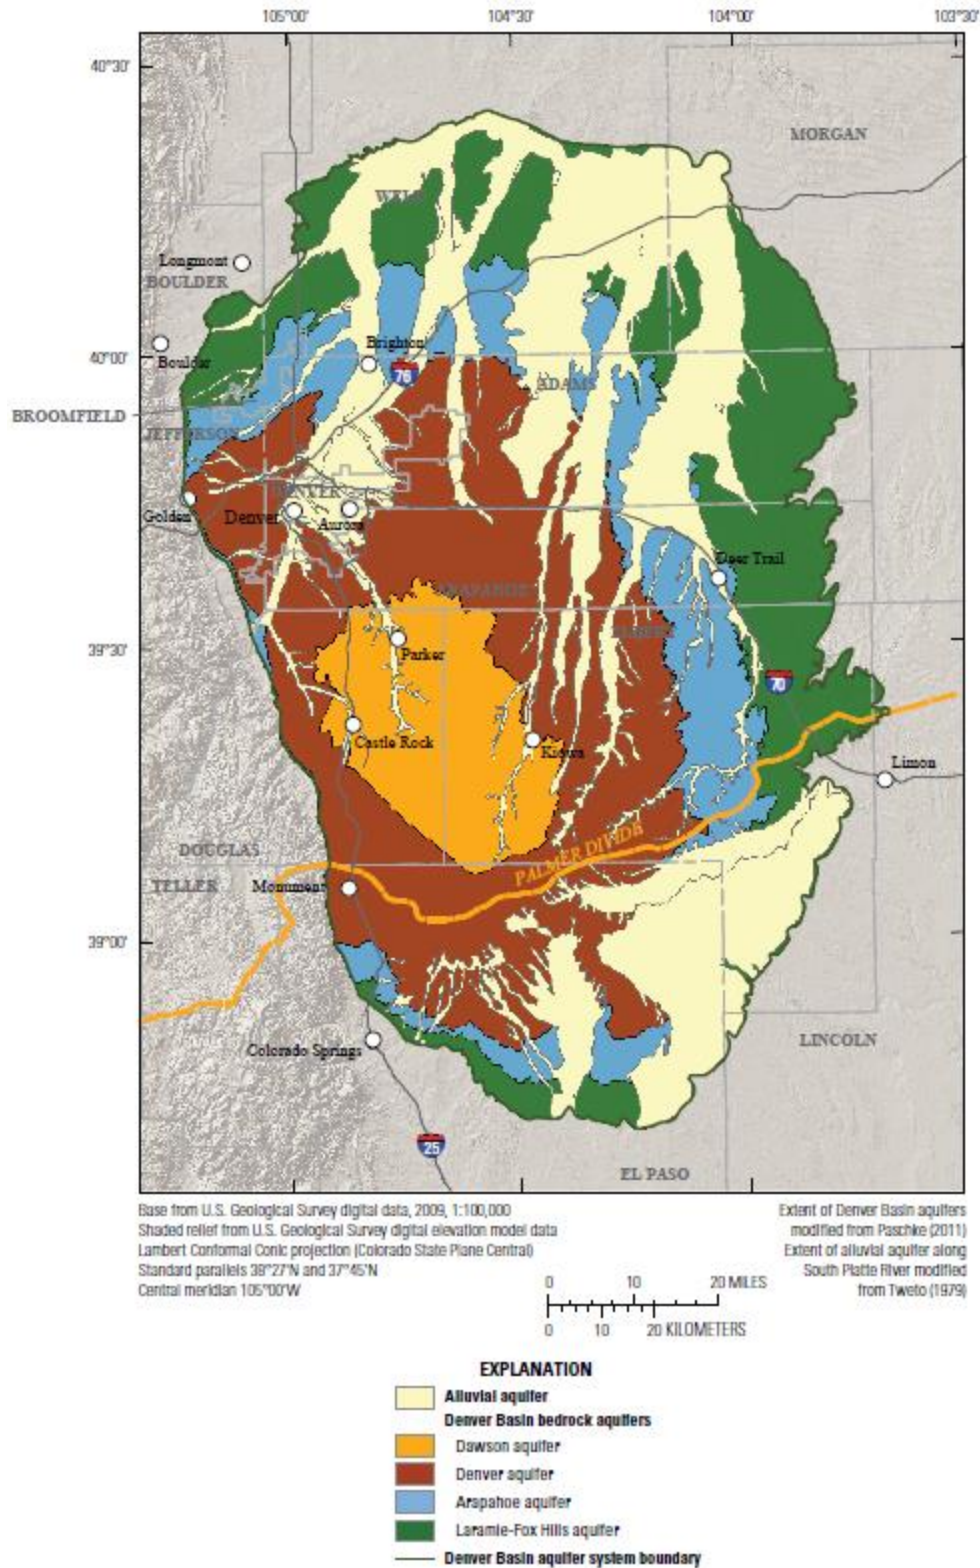 105°00'
104°30'
104°00'
103°30'
40°30'
MORGAN
Longmont
BOULDER
Brighton
40°00'
Boulder
76
ADAMS
BROOMFIELD
JEFFERSON
DENVER
Golden
Denver
Aurora
Deer Trail
ARAPAHOE
39°30'
ELBERT
Parker
70
Castle Rock
Kiowa
Limon
PALMER DIVIDE
DOUGLAS
TELLER
Monument
39°00'
LINCOLN
Colorado Springs
25
EL PASO
Base from U.S. Geological Survey digital data, 2009, 1:100,000
Shaded relief from U.S. Geological Survey digital elevation model data
Lambert Conformal Conic projection (Colorado State Plane Central)
Standard parallels 38°27'N and 37°45'N
Central meridian 105°00'W
Extent of Denver Basin aquifers
modified from Paschke (2011)
Extent of alluvial aquifer along
South Platte River modified
from Tweto (1979)
0 10 20 MILES
0 10 20 KILOMETERS
EXPLANATION
Alluvial aquifer
Denver Basin bedrock aquifers
Dawson aquifer
Denver aquifer
Arapahoe aquifer
Laramie-Fox Hills aquifer
Denver Basin aquifer system boundary